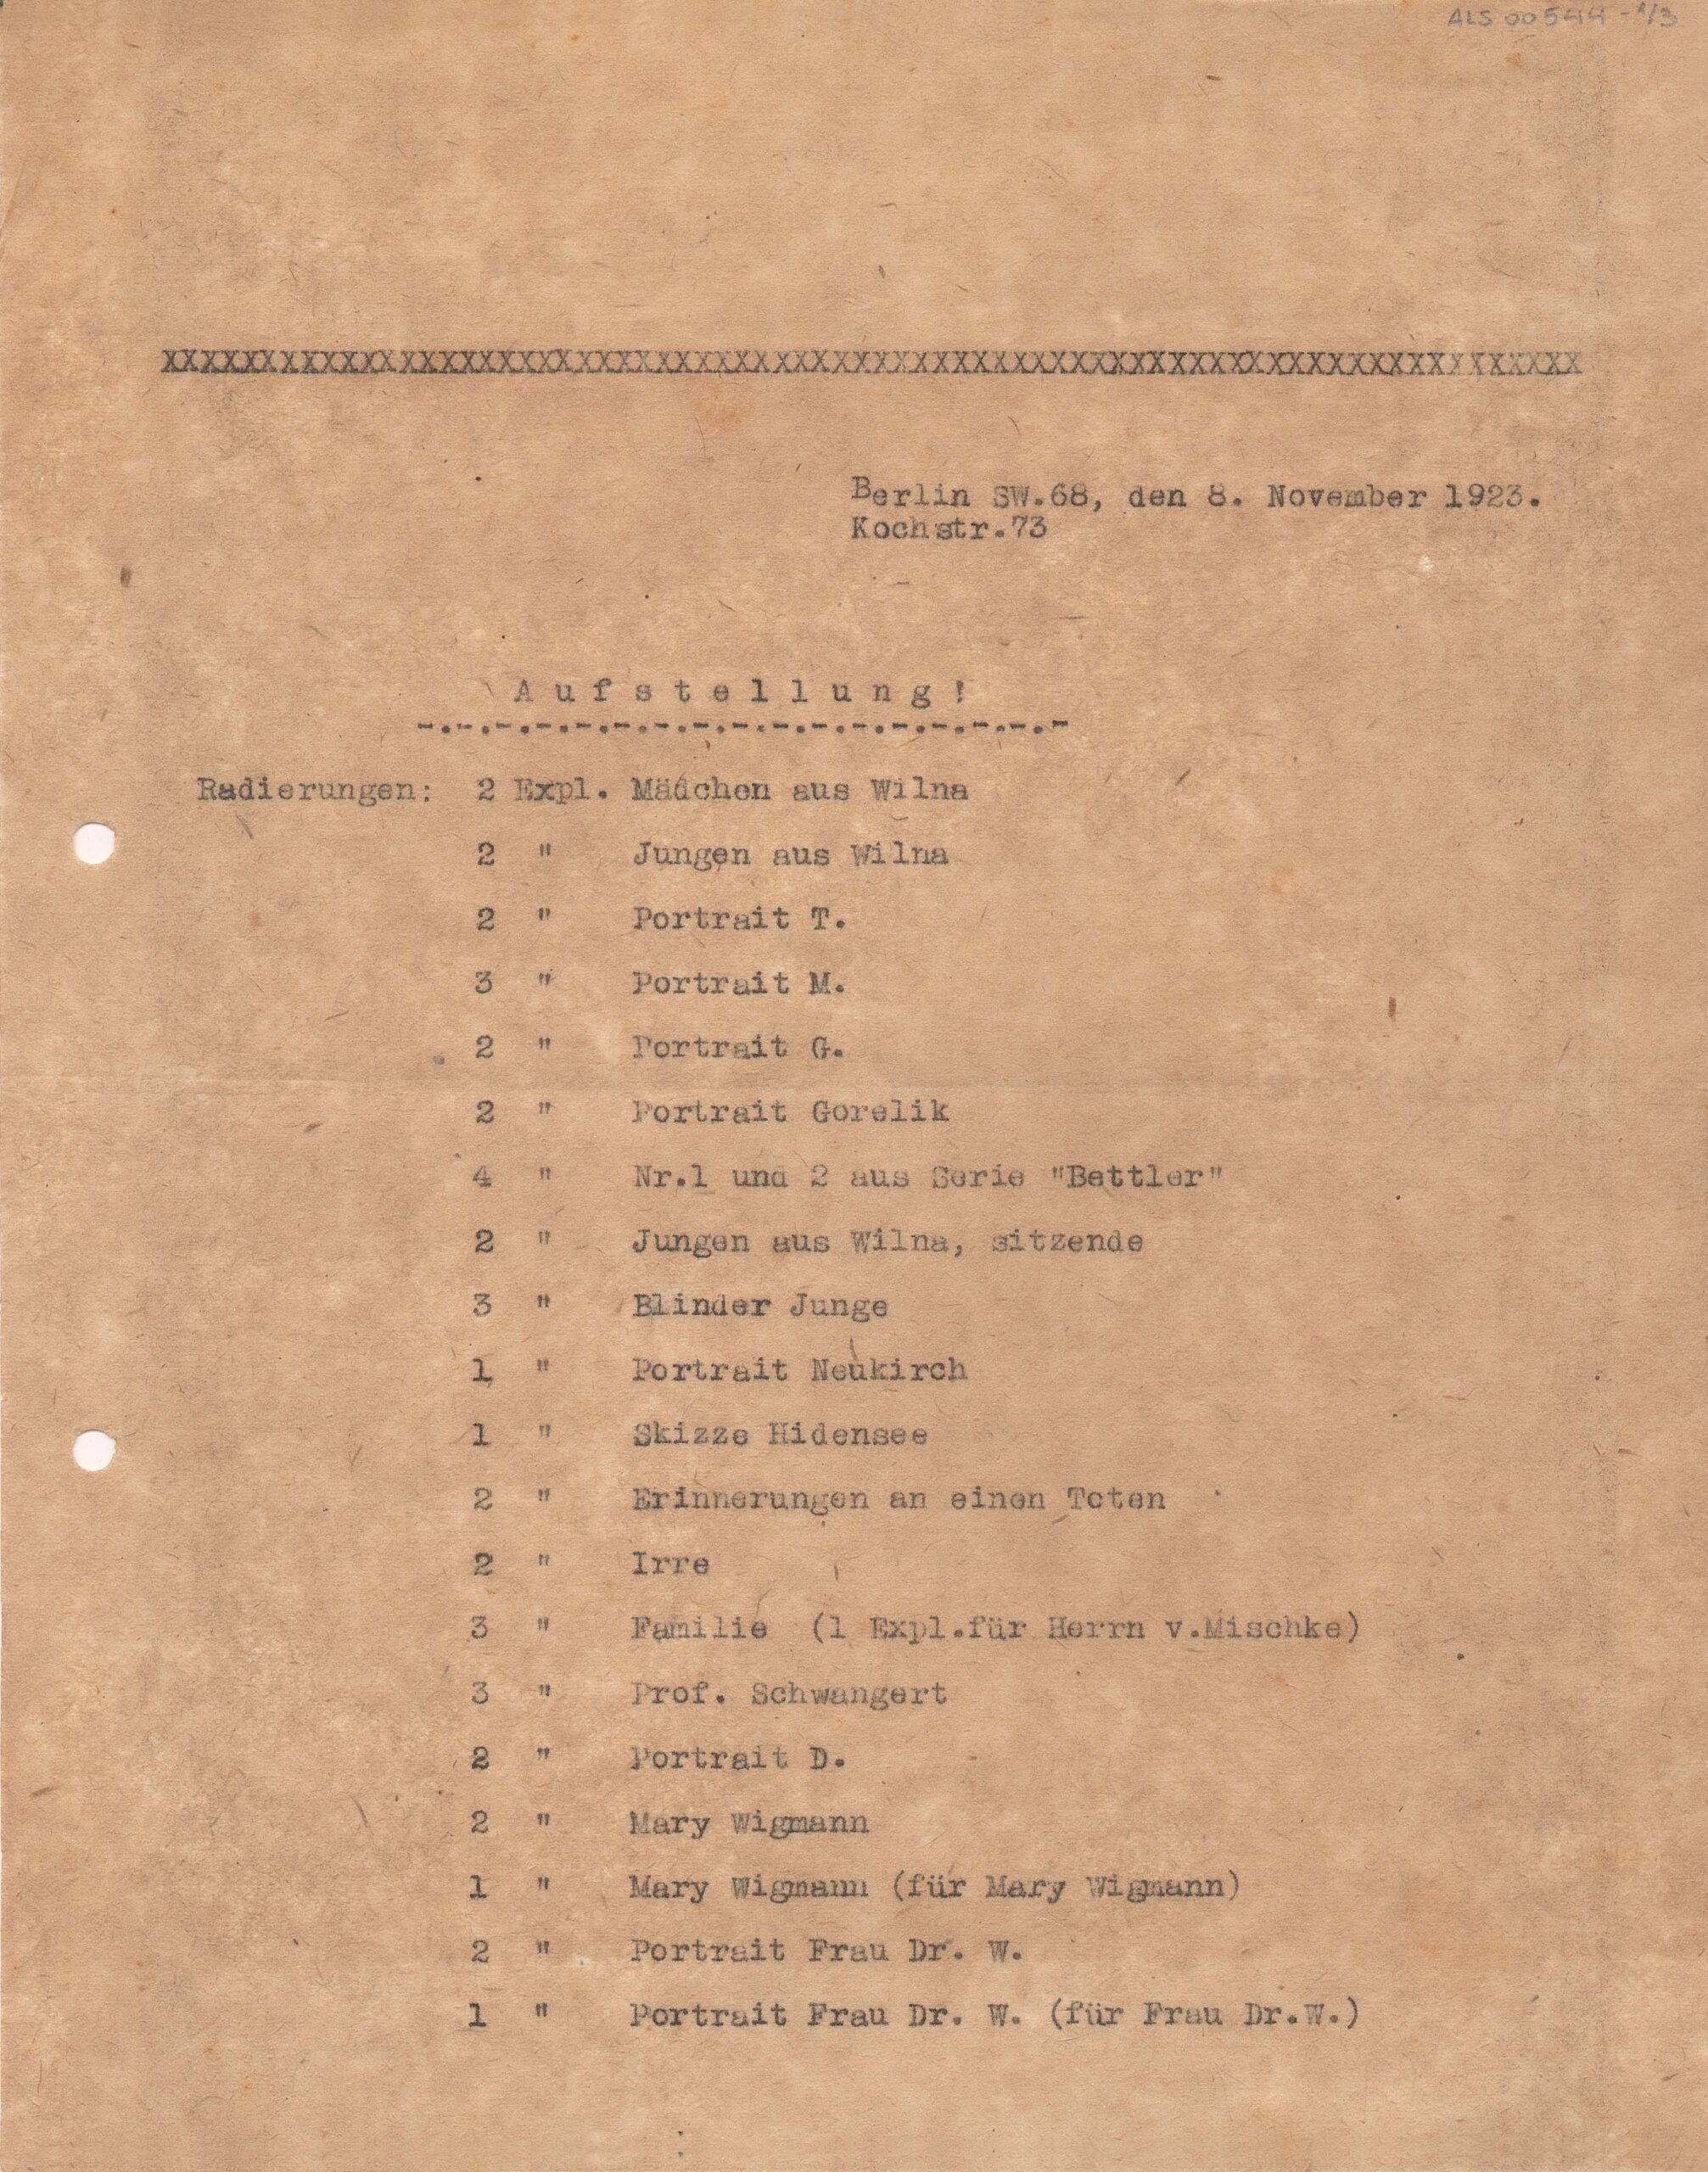 ALS 00544-1/3
XXXXXXXXXXXXXXXXXXXXXXXXXXXXXXXXXXXXXXXXXXXXXXXXXXXXXXXXXXXXXXXXXXXXXXXX
Berlin SW.68, den 8. November 1923.
Kochstr.73
A u f s t e l l u n g !
-.-.-.-.-.-.-.-.-.-.-.-.-.-.-.-.-
Radierungen: 2 Expl. Mädchen aus Wilna
2 " Jungen aus Wilna
2 " Portrait T.
3 " Portrait M.
2 " Portrait G.
2 " Portrait Gorelik
4 " Nr.1 und 2 aus Serie "Bettler"
2 " Jungen aus Wilna, sitzende
3 " Blinder Junge
1 " Portrait Neukirch
1 " Skizze Hidensee
2 " Erinnerungen an einen Toten
2 " Irre
3 " Familie (1 Expl.für Herrn v.Mischke)
3 " Prof. Schwangert
2 " Portrait D.
2 " Mary Wigmann
1 " Mary Wigmann (für Mary Wigmann)
2 " Portrait Frau Dr. W.
1 " Portrait Frau Dr. W. (für Frau Dr.W.)